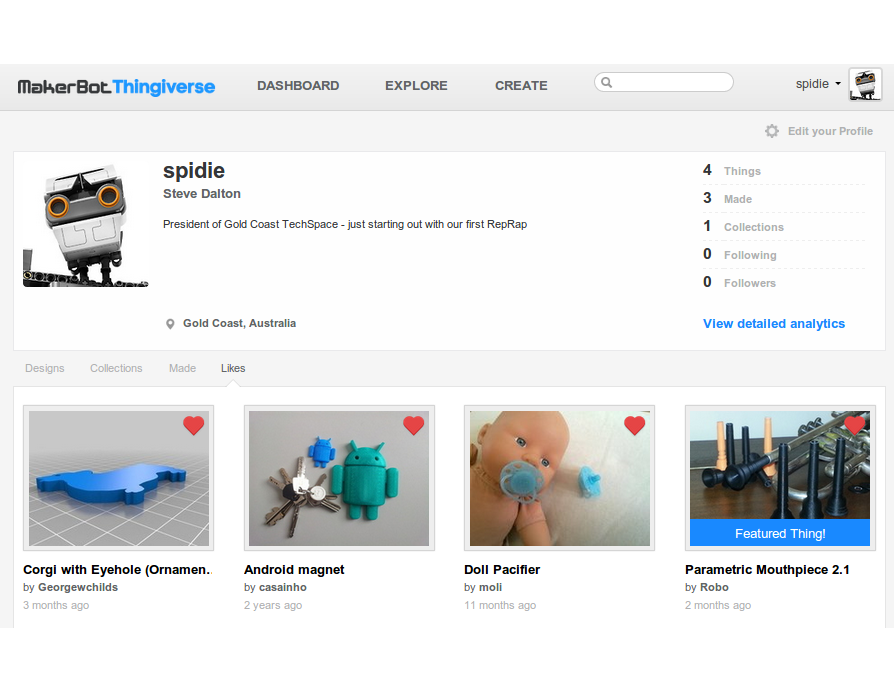 MakerBot Thingiverse
DASHBOARD
EXPLORE
CREATE
spidie
Edit your Profile
spidie
Steve Dalton
President of Gold Coast TechSpace - just starting out with our first RepRap
Gold Coast, Australia
4 Things
3 Made
1 Collections
0 Following
0 Followers
View detailed analytics
Designs
Collections
Made
Likes
Featured Thing!
Corgi with Eyehole (Ornamen..
by Georgewchilds
3 months ago
Android magnet
by casainho
2 years ago
Doll Pacifier
by moli
11 months ago
Parametric Mouthpiece 2.1
by Robo
2 months ago